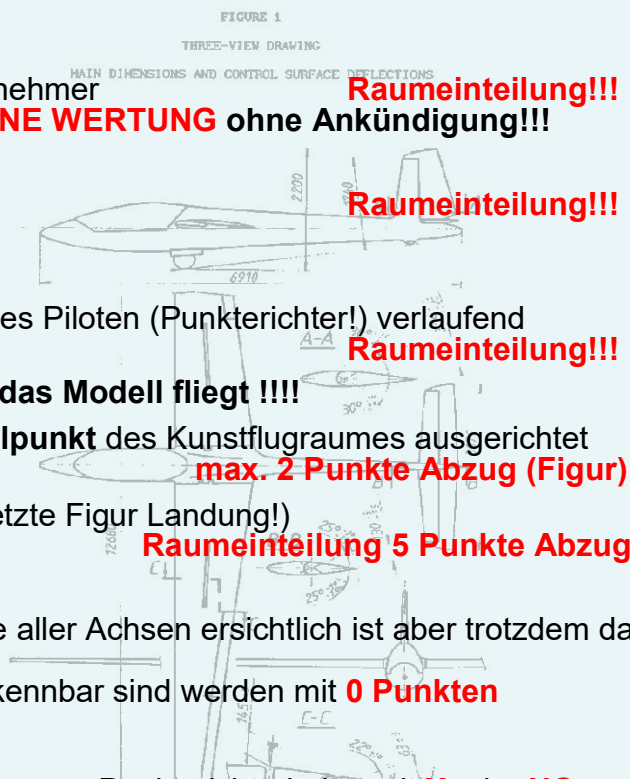 FIGURE 1
THREE-VIEW DRAWING
MAIN DIMENSIONS AND CONTROL SURFACE DEFLECTIONS
nehmer Raumeinteilung!!!
NE WERTUNG ohne Ankündigung!!!
2200
Raumeinteilung!!!
6910
es Piloten (Punkterichter!) verlaufend
A-A
Raumeinteilung!!!
das Modell fliegt !!!!
30°
lpunkt des Kunstflugraumes ausgerichtet
max. 2 Punkte Abzug (Figur)
etzte Figur Landung!)
Raumeinteilung 5 Punkte Abzug
e aller Achsen ersichtlich ist aber trotzdem da
kennbar sind werden mit 0 Punkten
C-C